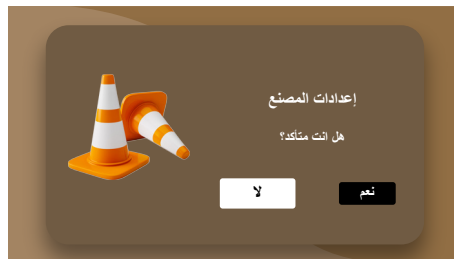 إعدادات المصنع
هل انت متأكد؟
نعم
لا